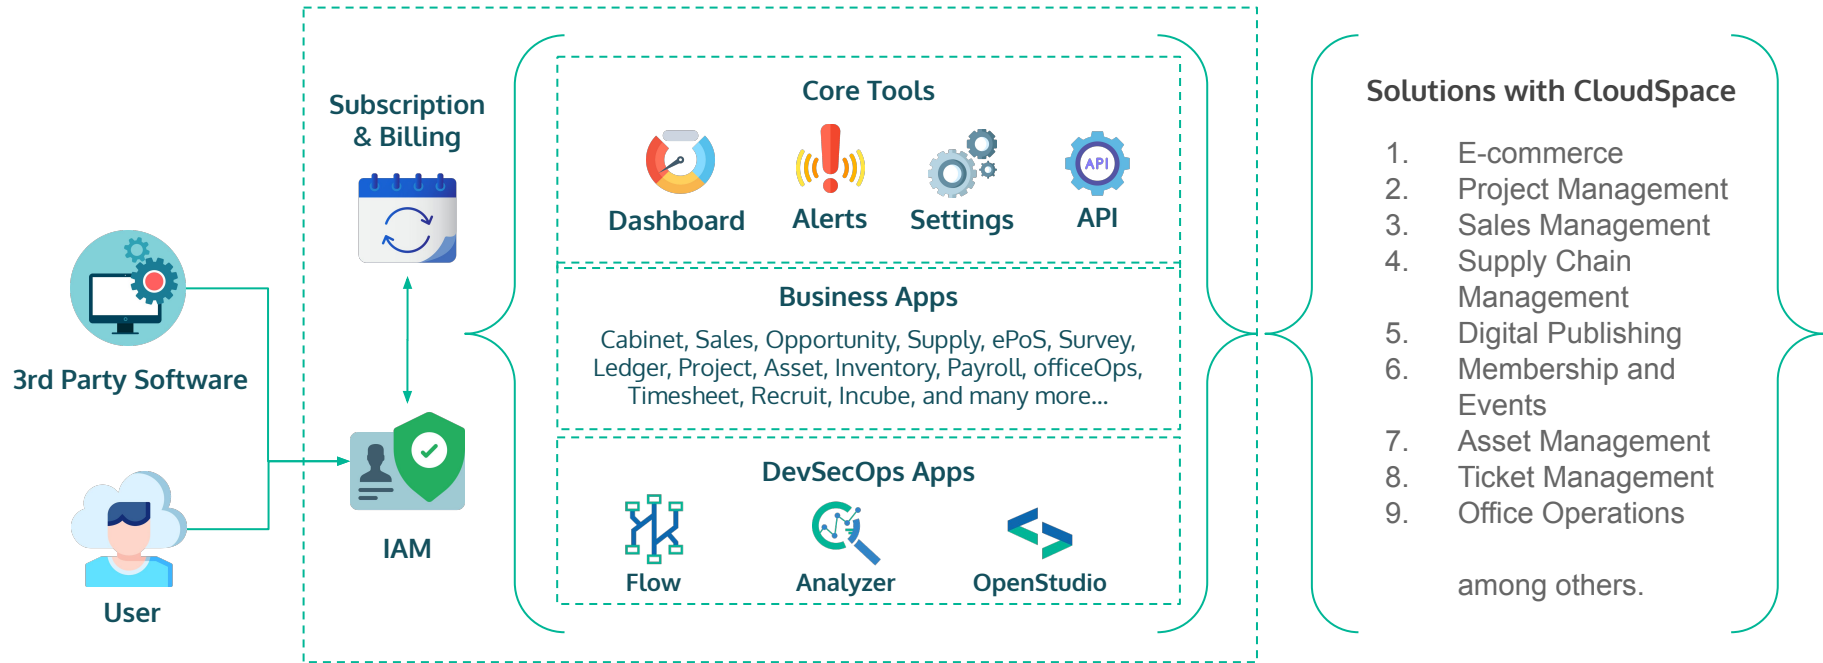 3rd Party Software
User
Subscription
& Billing
IAM
Core Tools
Dashboard
Alerts
Settings
API
API
Business Apps
Cabinet, Sales, Opportunity, Supply, ePoS, Survey,
Ledger, Project, Asset, Inventory, Payroll, officeOps,
Timesheet, Recruit, Incube, and many more...
DevSecOps Apps
Flow
Analyzer
OpenStudio
Solutions with CloudSpace
1. E-commerce
2. Project Management
3. Sales Management
4. Supply Chain
Management
5. Digital Publishing
6. Membership and
Events
7. Asset Management
8. Ticket Management
9. Office Operations
among others.